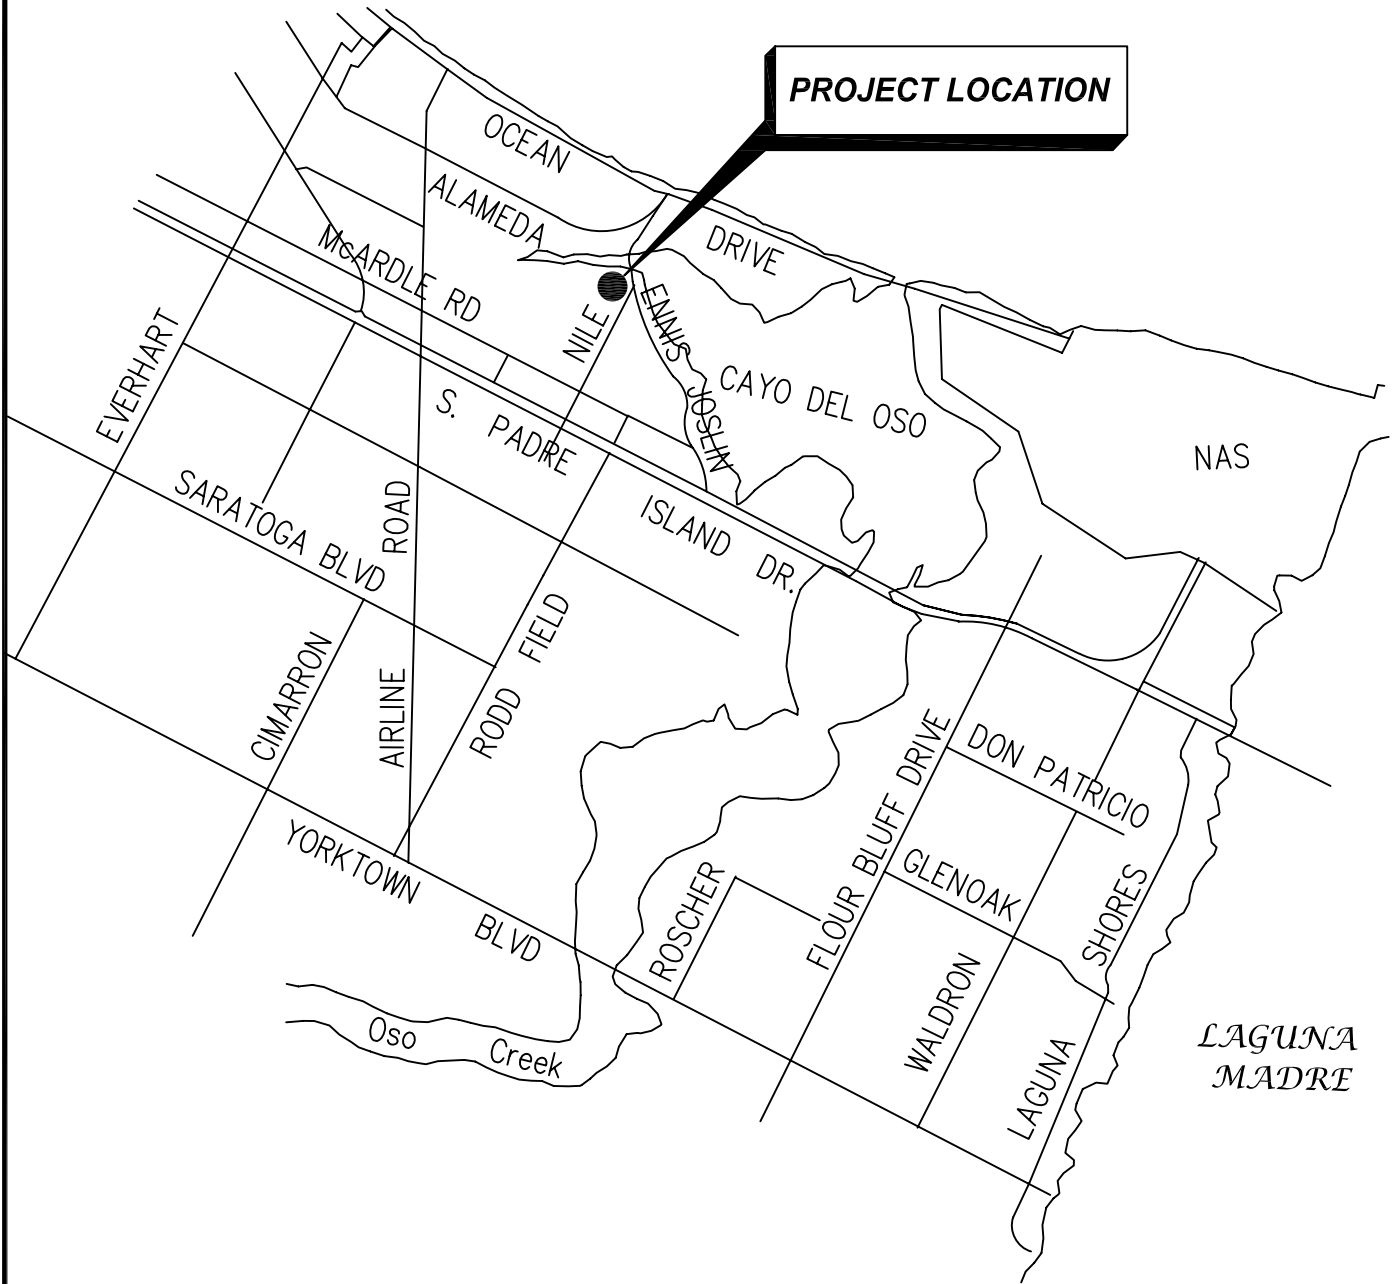 PROJECT LOCATION
OCEAN
DRIVE
ALAMEDA
McARDLE RD
NILE
ENNIS JOSLIN
CAYO DEL OSO
NAS
EVERHART
S. PADRE
ISLAND DR.
SARATOGA BLVD
AIRLINE ROAD
RODD FIELD
CIMARRON
YORKTOWN
BLVD
FLOUR BLUFF DRIVE
DON PATRICIO
GLENOAK
ROSCHER
WALDRON
LAGUNA SHORES
Oso Creek
LAGUNA
MADRE